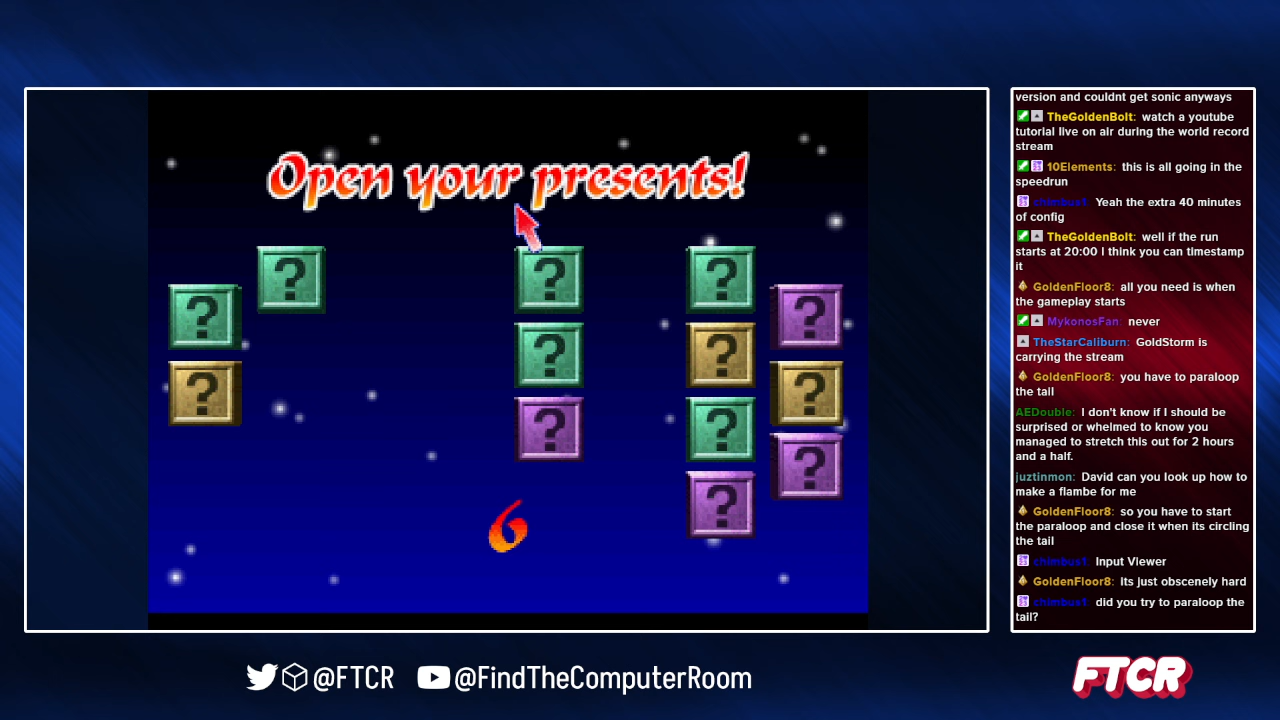 Open your presents!
?
?
?
?
?
?
?
?
?
?
?
?
?
6
version and couldnt get sonic anyways
TheGoldenBolt: watch a youtube
tutorial live on air during the world record
stream
10Elements: this is all going in the
speedrun
chimbus1: Yeah the extra 40 minutes
of config
TheGoldenBolt: well if the run
starts at 20:00 I think you can timestamp
it
GoldenFloor8: all you need is when
the gameplay starts
MykonosFan: never
TheStarCaliburn: GoldStorm is
carrying the stream
GoldenFloor8: you have to paraloop
the tail
AEDouble: I don't know if I should be
surprised or whelmed to know you
managed to stretch this out for 2 hours
and a half.
juztinmon: David can you look up how to
make a flambe for me
GoldenFloor8: so you have to start
the paraloop and close it when its circling
the tail
chimbus1: Input Viewer
GoldenFloor8: its just obscenely hard
chimbus1: did you try to paraloop the
tail?
@FTCR
@FindTheComputerRoom
FTCR